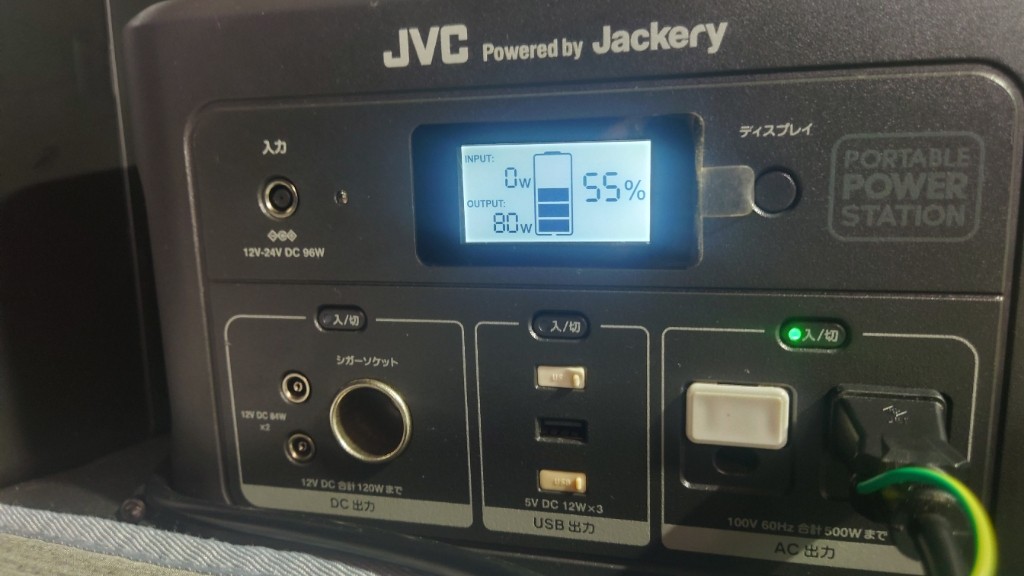 JVC Powered by Jackery
入力
12V-24V DC 96W
INPUT:
0W
OUTPUT:
80W
55%
ディスプレイ
PORTABLE
POWER
STATION
入/切
シガーソケット
12V DC 84W
×2
12V DC 合計120Wまで
DC 出力
入/切
5V DC 12W×3
USB 出力
入/切
100V 60Hz 合計500Wまで
AC 出力